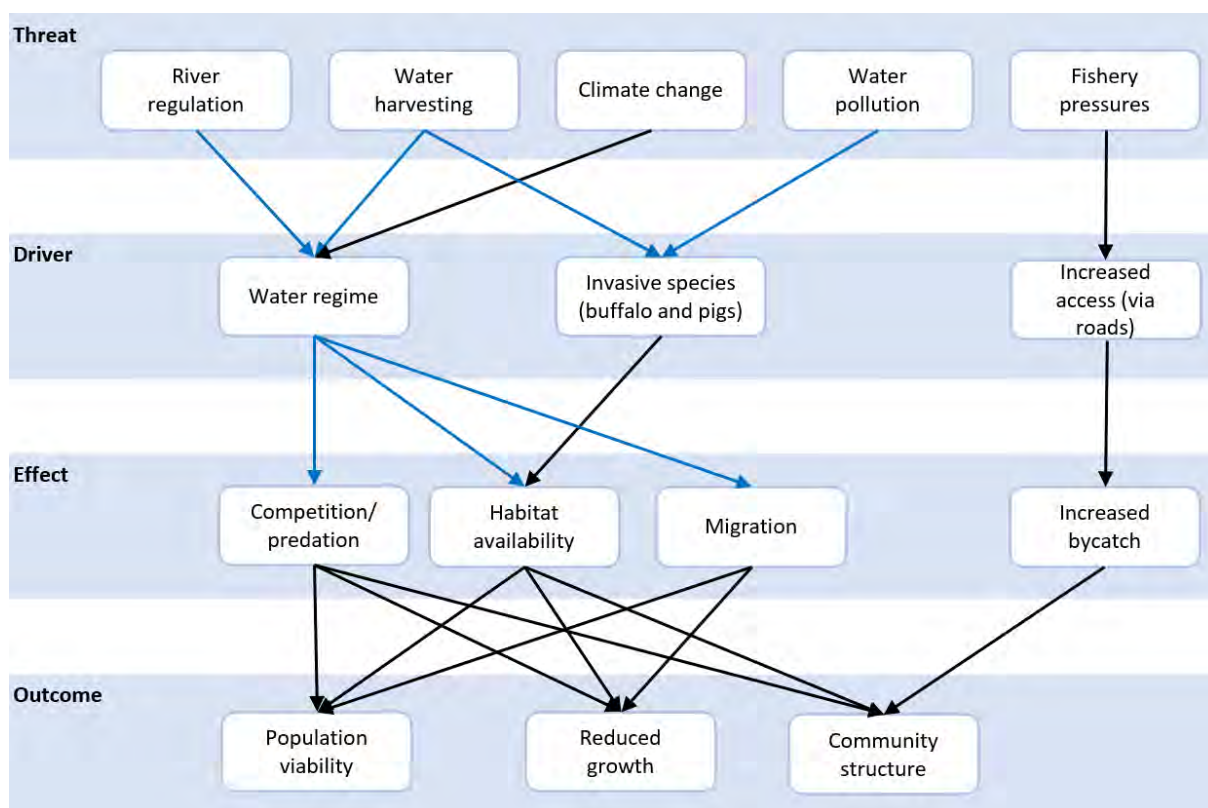 Threat
River
regulation
Water
harvesting
Climate change
Water
pollution
Fishery
pressures
Driver
Water regime
Invasive species
(buffalo and pigs)
Increased
access (via
roads)
Effect
Competition/
predation
Habitat
availability
Migration
Increased
bycatch
Outcome
Population
viability
Reduced
growth
Community
structure